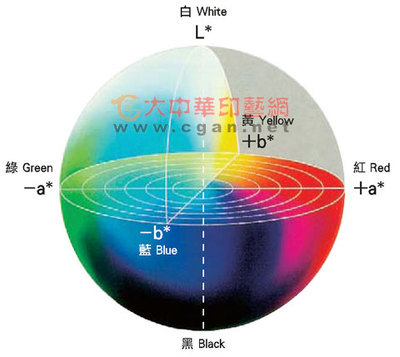 白 White
L*
大中華印藝網
www.cgan.net
黃 Yellow
+b*
綠 Green
−a*
紅 Red
+a*
−b*
藍 Blue
黑 Black